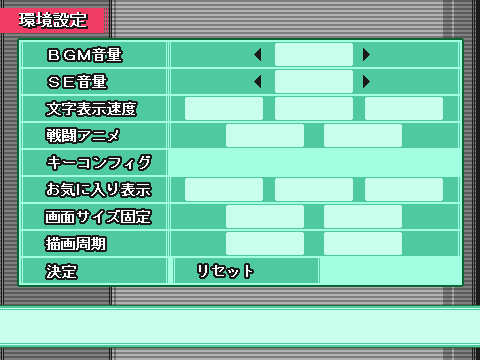 環境設定
ＢＧＭ音量
ＳＥ音量
文字表示速度
戦闘アニメ
キーコンフィグ
お気に入り表示
画面サイズ固定
描画周期
決定 リセット